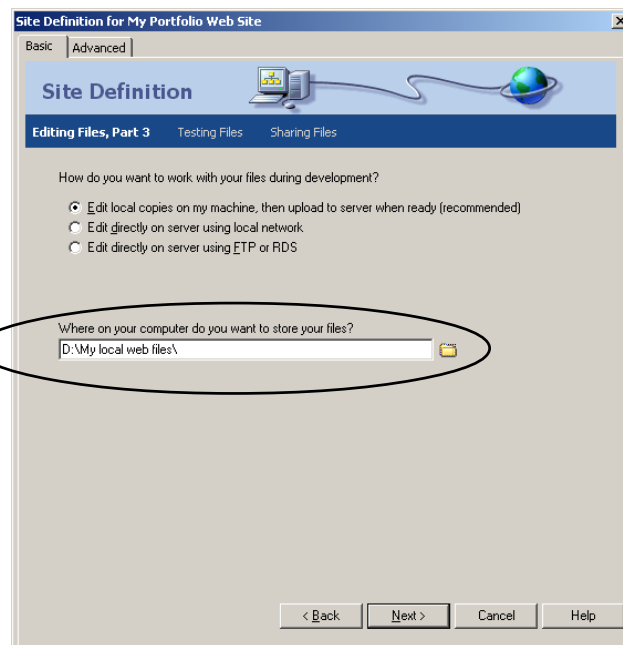 Site Definition for My Portfolio Web Site
Basic Advanced
Site Definition
Editing Files, Part 3 Testing Files Sharing Files
How do you want to work with your files during development?
Edit local copies on my machine, then upload to server when ready (recommended)
Edit directly on server using local network
Edit directly on server using FTP or RDS
Where on your computer do you want to store your files?
D:\My local web files\
< Back Next > Cancel Help